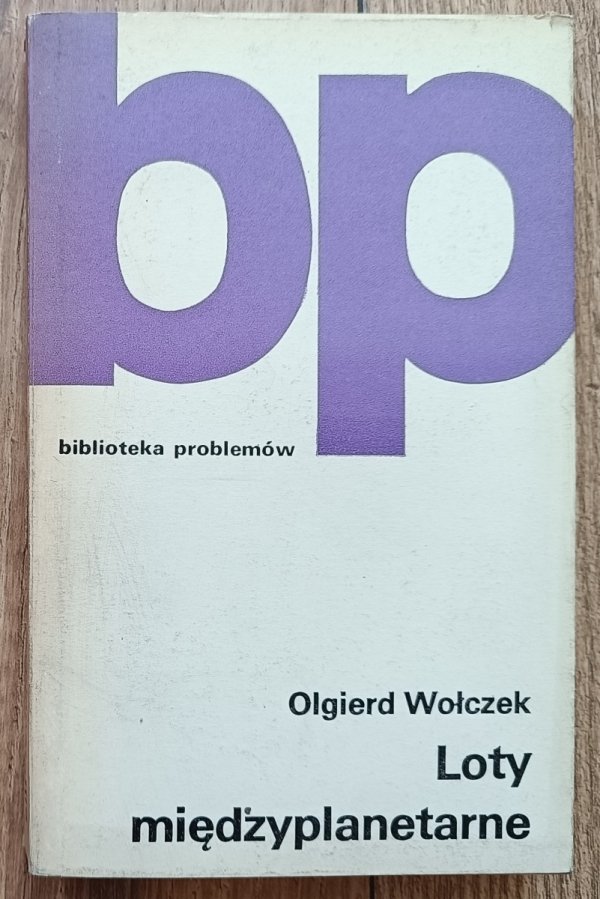 bp
biblioteka problemów
Olgierd Wołczek
Loty
międzyplanetarne